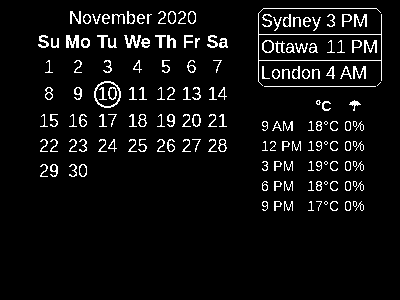 November 2020
Su Mo Tu We Th Fr Sa
1 2 3 4 5 6 7
8 9 10 11 12 13 14
15 16 17 18 19 20 21
22 23 24 25 26 27 28
29 30
Sydney 3 PM
Ottawa 11 PM
London 4 AM
°C ☂
9 AM 18°C 0%
12 PM 19°C 0%
3 PM 19°C 0%
6 PM 18°C 0%
9 PM 17°C 0%